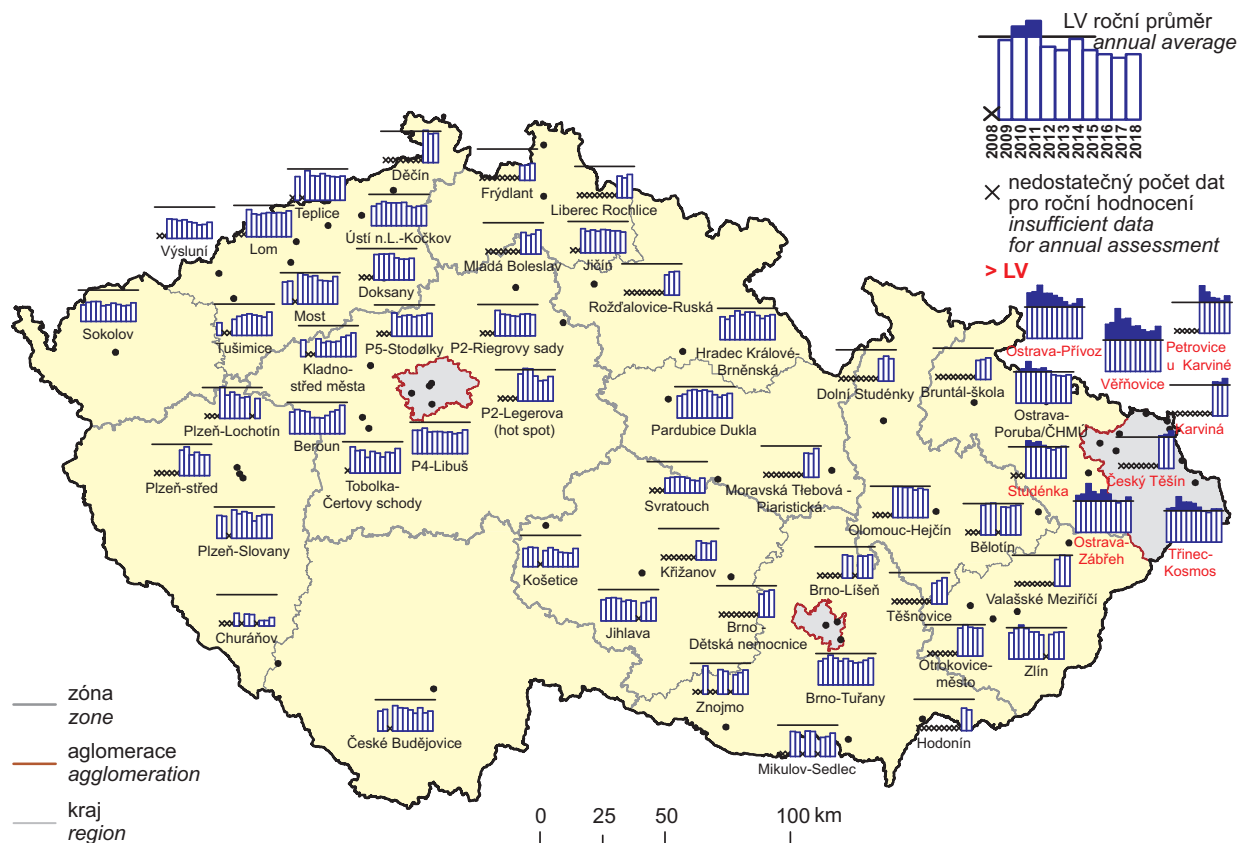 LV roční průměr
annual average
2008
2009
2010
2011
2012
2013
2014
2015
2016
2017
2018
nedostatečný počet dat
pro roční hodnocení
insufficient data
for annual assessment
> LV
Děčín
Frýdlant
Liberec Rochlice
Teplice
Ústí n.L.-Kočkov
Výsluní
Lom
Mladá Boleslav
Jičín
Doksany
Rožďalovice-Ruská
Most
Sokolov
Tušimice
P5-Stodůlky
P2-Riegrovy sady
Hradec Králové-
Brněnská
Kladno-
střed města
Ostrava-Přívoz
Petrovice
u Karviné
Věřňovice
Dolní Studénky
Bruntál-škola
P2-Legerova
(hot spot)
Ostrava-
Poruba/ČHMÚ
Karviná
Plzeň-Lochotín
Beroun
Pardubice Dukla
P4-Libuš
Plzeň-střed
Tobolka-
Čertovy schody
Moravská Třebová -
Piaristická.
Svratouch
Studénka
Český Těšín
Olomouc-Hejčín
Bělotín
Ostrava-
Zábřeh
Třinec-
Kosmos
Plzeň-Slovany
Košetice
Křižanov
Brno-Líšeň
Těšnovice
Valašské Meziříčí
Churáňov
Jihlava
Brno -
Dětská nemocnice
Otrokovice-
město
Zlín
Znojmo
Brno-Tuřany
České Budějovice
Mikulov-Sedlec
Hodonín
zóna
zone
aglomerace
agglomeration
kraj
region
0 25 50 100 km